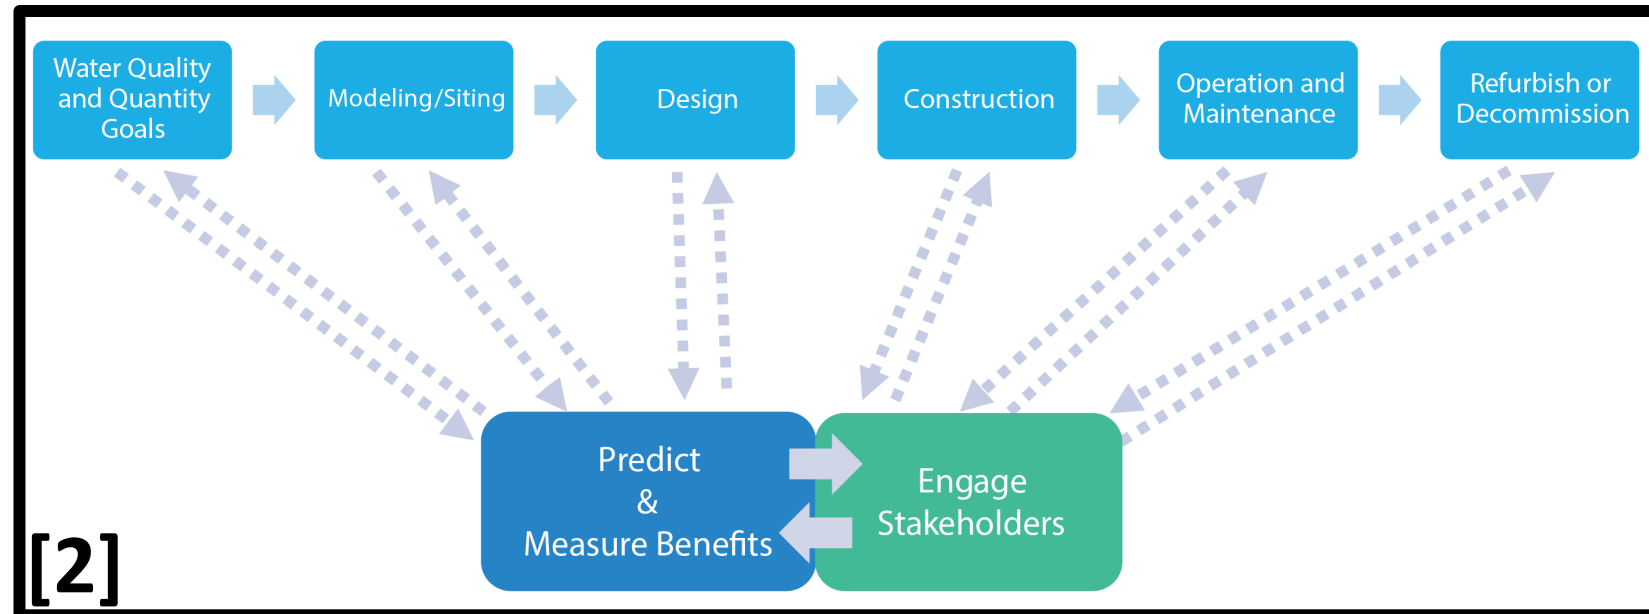 Water Quality
and Quantity
Goals
Modeling/Siting
Design
Construction
Operation and
Maintenance
Refurbish or
Decommission
Predict
&
Measure Benefits
Engage
Stakeholders
[2]